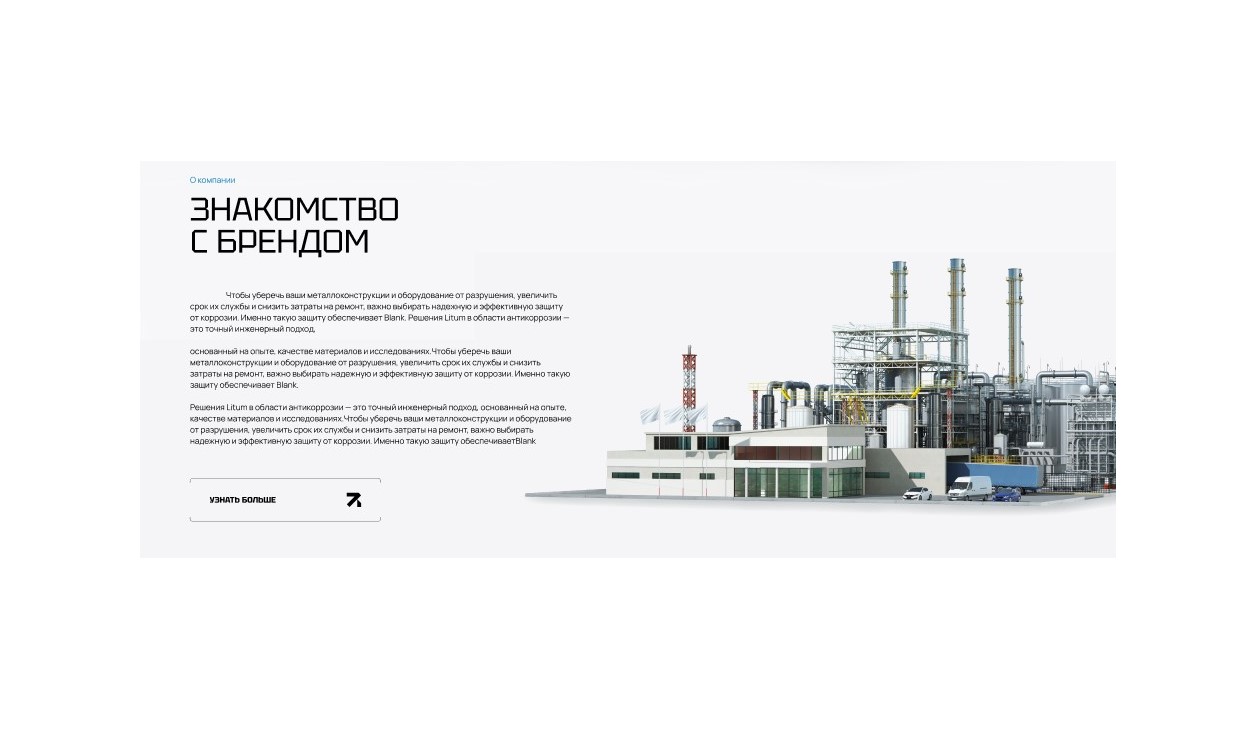 О компании
ЗНАКОМСТВО
С БРЕНДОМ
Чтобы уберечь ваши металлоконструкции и оборудование от разрушения, увеличить
срок их службы и снизить затраты на ремонт, важно выбирать надежную и эффективную защиту
от коррозии. Именно такую защиту обеспечивает Blank. Решения Litum в области антикоррозии —
это точный инженерный подход,
основанный на опыте, качестве материалов и исследованиях.Чтобы уберечь ваши
металлоконструкции и оборудование от разрушения, увеличить срок их службы и снизить
затраты на ремонт, важно выбирать надежную и эффективную защиту от коррозии. Именно такую
защиту обеспечивает Blank.
Решения Litum в области антикоррозии — это точный инженерный подход, основанный на опыте,
качестве материалов и исследованиях.Чтобы уберечь ваши металлоконструкции и оборудование
от разрушения, увеличить срок их службы и снизить затраты на ремонт, важно выбирать
надежную и эффективную защиту от коррозии. Именно такую защиту обеспечиваетBlank
УЗНАТЬ БОЛЬШЕ